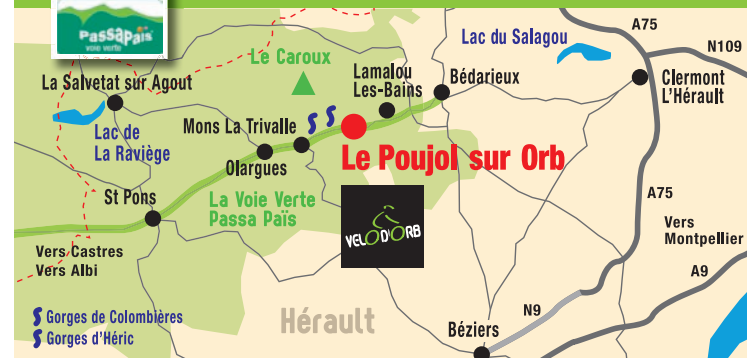 PASSAPAÏS
voie verte
A75
N109
Lac du Salagou
Le Caroux
Lamalou
Les-Bains
Bédarieux
Clermont
L'Hérault
La Salvetat sur Agout
Lac de
La Raviège
Mons La Trivalle
Olargues
Le Poujol sur Orb
St Pons
La Voie Verte
Passa Païs
VELO D'ORB
A75
Vers
Montpellier
A9
Vers Castres
Vers Albi
Gorges de Colombières
Gorges d'Héric
Hérault
Béziers
N9